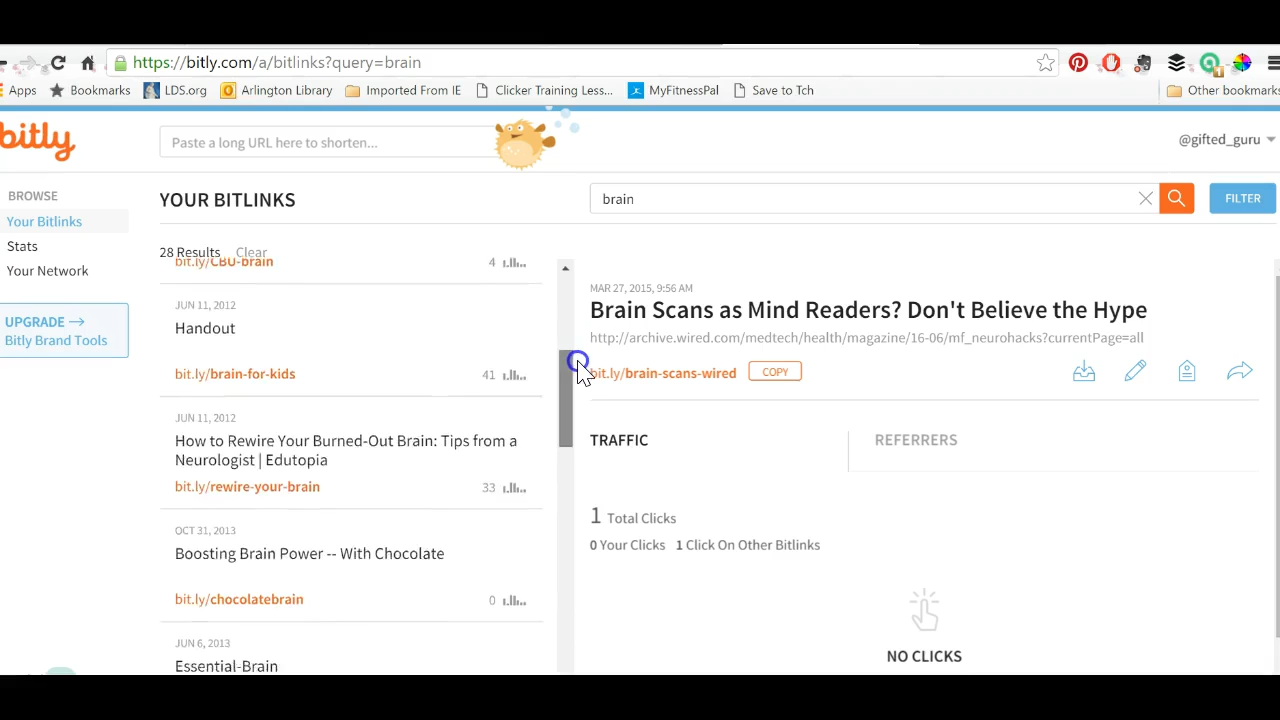 https://bitly.com/a/bitlinks?query=brain
Apps Bookmarks LDS.org Arlington Library Imported From IE Clicker Training Less... MyFitnessPal Save to Tch Other bookmarks
bitly
Paste a long URL here to shorten...
@gifted_guru
BROWSE
Your Bitlinks
Stats
Your Network
UPGRADE →
Bitly Brand Tools
YOUR BITLINKS
brain
FILTER
28 Results Clear
bit.ly/CBU-brain 4
JUN 11, 2012
Handout
bit.ly/brain-for-kids 41
JUN 11, 2012
How to Rewire Your Burned-Out Brain: Tips from a
Neurologist | Edutopia
bit.ly/rewire-your-brain 33
OCT 31, 2013
Boosting Brain Power -- With Chocolate
bit.ly/chocolatebrain 0
JUN 6, 2013
Essential-Brain
MAR 27, 2015, 9:56 AM
Brain Scans as Mind Readers? Don't Believe the Hype
http://archive.wired.com/medtech/health/magazine/16-06/mf_neurohacks?currentPage=all
bit.ly/brain-scans-wired COPY
TRAFFIC REFERRERS
1 Total Clicks
0 Your Clicks 1 Click On Other Bitlinks
NO CLICKS